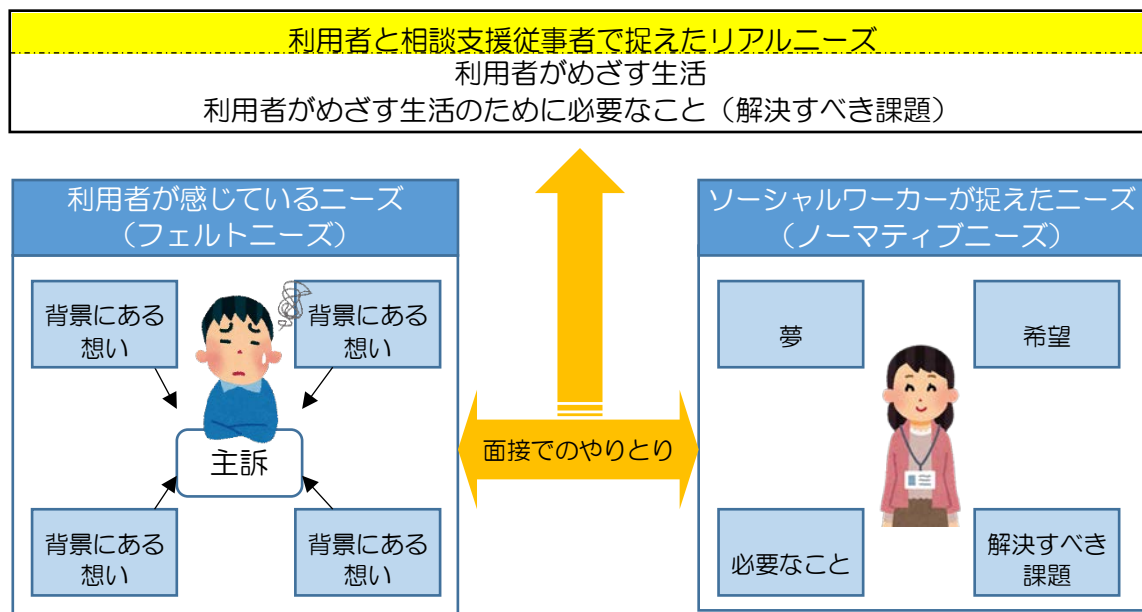 利用者と相談支援従事者で捉えたリアルニーズ
利用者がめざす生活
利用者がめざす生活のために必要なこと（解決すべき課題）
利用者が感じているニーズ
（フェルトニーズ）
背景にある
想い
背景にある
想い
主訴
背景にある
想い
背景にある
想い
面接でのやりとり
ソーシャルワーカーが捉えたニーズ
（ノーマティブニーズ）
夢
希望
必要なこと
解決すべき
課題